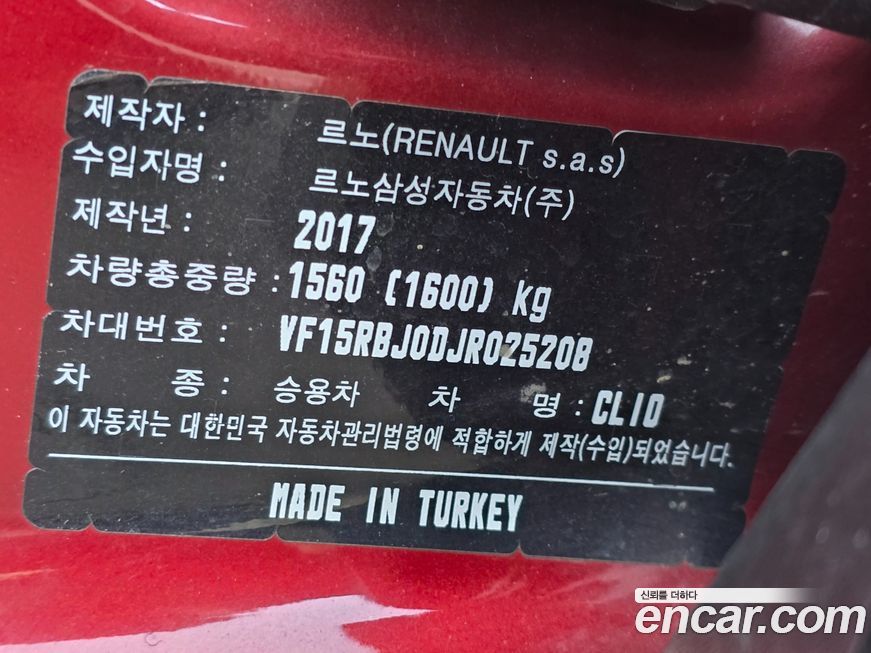 제작자 : 르노(RENAULT s.a.s)
수입자명 : 르노삼성자동차(주)
제작년 : 2017
차량총중량 : 1560 (1600) kg
차대번호 : VF15RBJ0DJR025208
차 종 : 승용차 차 명 : CLIO
이 자동차는 대한민국 자동차관리법령에 적합하게 제작(수입)되었습니다.
MADE IN TURKEY
신뢰를 더하다
encar.com